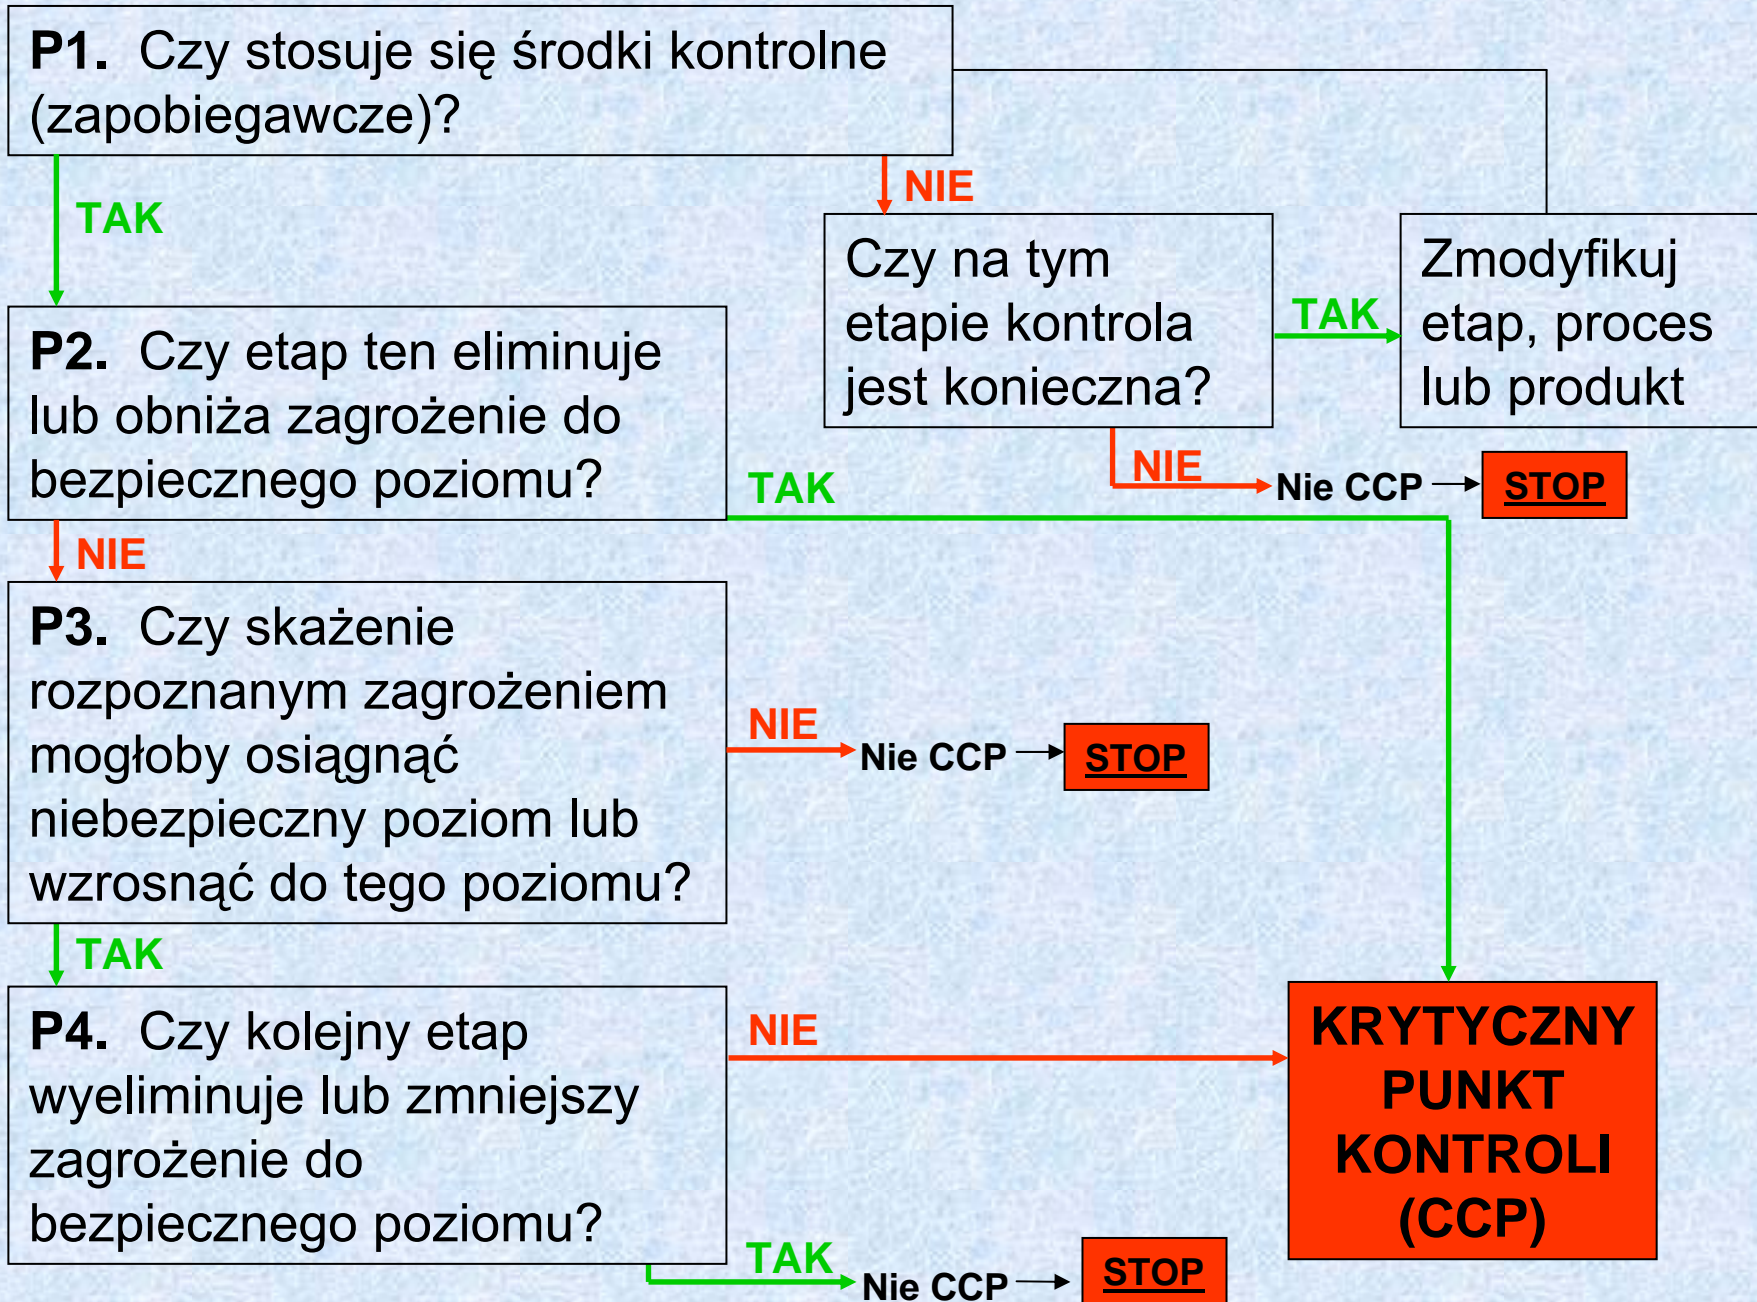 P1. Czy stosuje się środki kontrolne
(zapobiegawcze)?
TAK
NIE
Czy na tym
etapie kontrola
jest konieczna?
TAK
Zmodyfikuj
etap, proces
lub produkt
NIE
Nie CCP
STOP
P2. Czy etap ten eliminuje
lub obniża zagrożenie do
bezpiecznego poziomu?
TAK
NIE
P3. Czy skażenie
rozpoznanym zagrożeniem
mogłoby osiągnąć
niebezpieczny poziom lub
wzrosnąć do tego poziomu?
NIE
Nie CCP
STOP
TAK
P4. Czy kolejny etap
wyeliminuje lub zmniejszy
zagrożenie do
bezpiecznego poziomu?
NIE
KRYTYCZNY
PUNKT
KONTROLI
(CCP)
TAK
Nie CCP
STOP